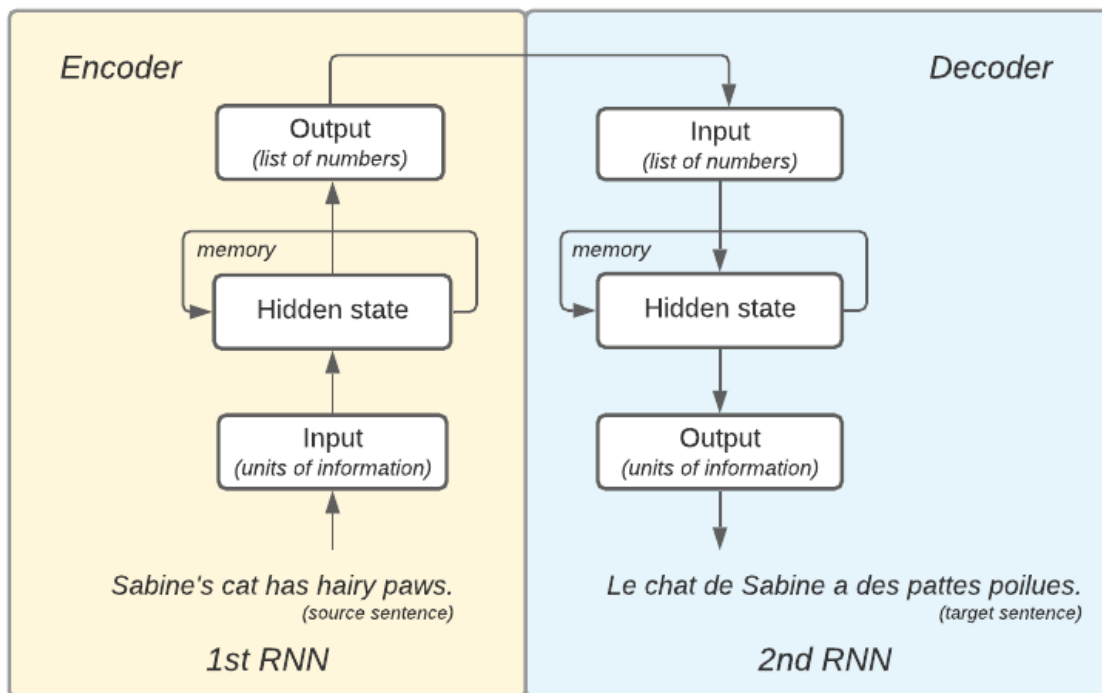 Encoder
Output
(list of numbers)
memory
Hidden state
Input
(units of information)
Sabine's cat has hairy paws.
(source sentence)
1st RNN
Decoder
Input
(list of numbers)
memory
Hidden state
Output
(units of information)
Le chat de Sabine a des pattes poilues.
(target sentence)
2nd RNN